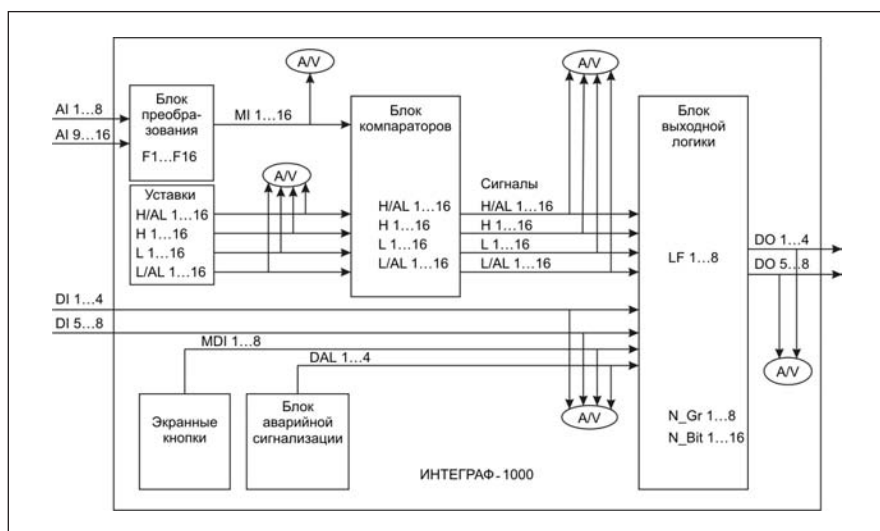 A/V
A/V
AI 1...8
AI 9...16
Блок
преобра-
зования
F1...F16
MI 1...16
Блок
компараторов
Блок
выходной
логики
A/V
Уставки
H/AL 1...16
H 1...16
L 1...16
L/AL 1...16
H/AL 1...16
H 1...16
L 1...16
L/AL 1...16
Сигналы
H/AL 1...16
H 1...16
L 1...16
L/AL 1...16
LF 1...8
DO 1...4
DO 5...8
DI 1...4
DI 5...8
MDI 1...8
DAL 1...4
A/V
Экранные
кнопки
Блок
аварийной
сигнализации
A/V
N_Gr 1...8
N_Bit 1...16
ИНТЕГРАФ-1000